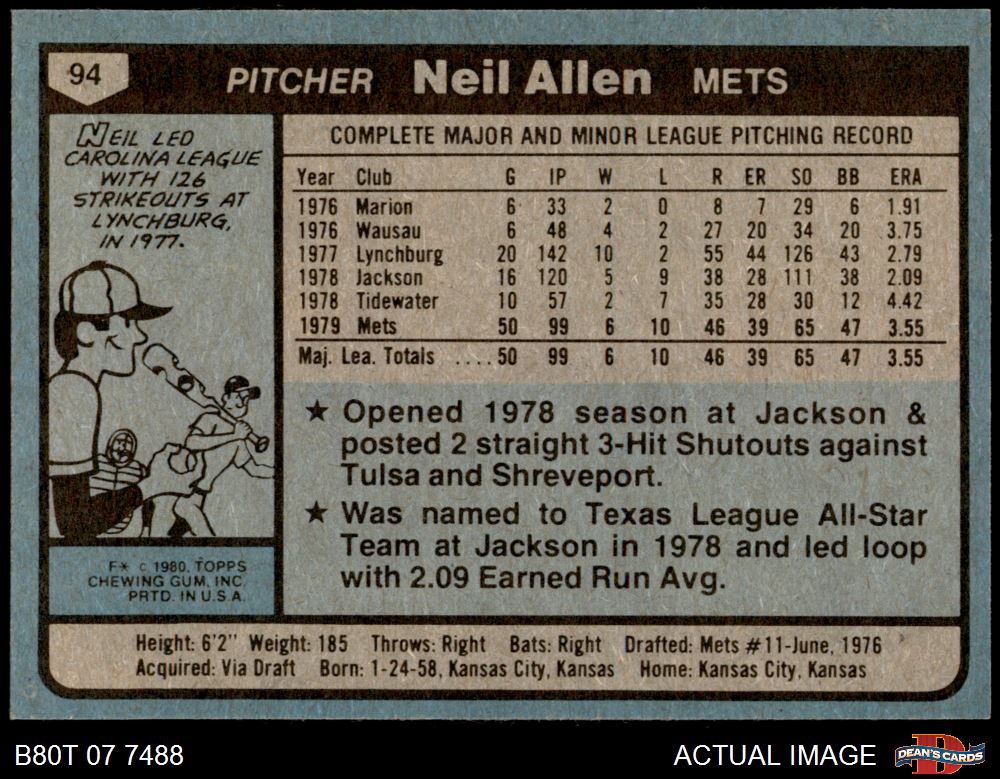 94 PITCHER Neil Allen METS
NEIL LED
CAROLINA LEAGUE
WITH 126
STRIKEOUTS AT
LYNCHBURG,
IN 1977.
COMPLETE MAJOR AND MINOR LEAGUE PITCHING RECORD
Year Club G IP W L R ER SO BB ERA
1976 Marion 6 33 2 0 8 7 29 6 1.91
1976 Wausau 6 48 4 2 27 20 34 20 3.75
1977 Lynchburg 20 142 10 2 55 44 126 43 2.79
1978 Jackson 16 120 5 9 38 28 111 38 2.09
1978 Tidewater 10 57 2 7 35 28 30 12 4.42
1979 Mets 50 99 6 10 46 39 65 47 3.55
Maj. Lea. Totals ....50 99 6 10 46 39 65 47 3.55
★ Opened 1978 season at Jackson &
posted 2 straight 3-Hit Shutouts against
Tulsa and Shreveport.
★ Was named to Texas League All-Star
Team at Jackson in 1978 and led loop
with 2.09 Earned Run Avg.
F* © 1980, TOPPS
CHEWING GUM, INC.
PRTD. IN U.S.A.
Height: 6'2" Weight: 185 Throws: Right Bats: Right Drafted: Mets #11-June, 1976
Acquired: Via Draft Born: 1-24-58, Kansas City, Kansas Home: Kansas City, Kansas
B80T 07 7488 ACTUAL IMAGE
DEAN'S CARDS